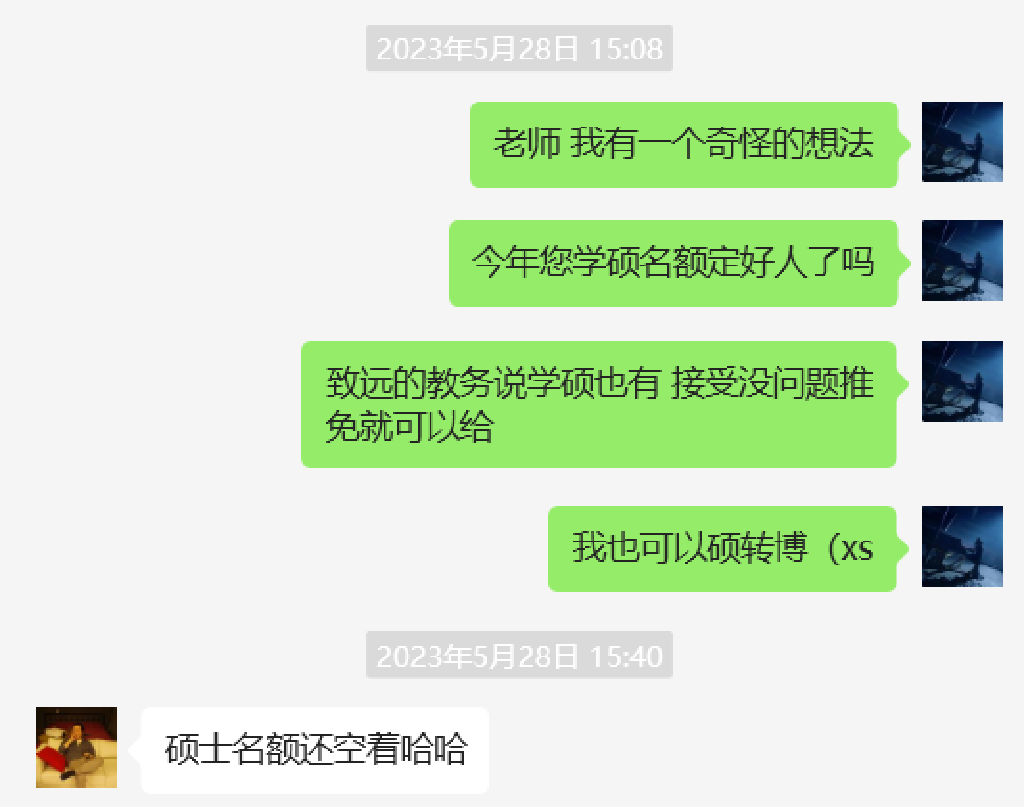 2023年5月28日 15:08
老师 我有一个奇怪的想法
今年您学硕名额定好人了吗
致远的教务说学硕也有 接受没问题推
免就可以给
我也可以硕转博（xs
2023年5月28日 15:40
硕士名额还空着哈哈